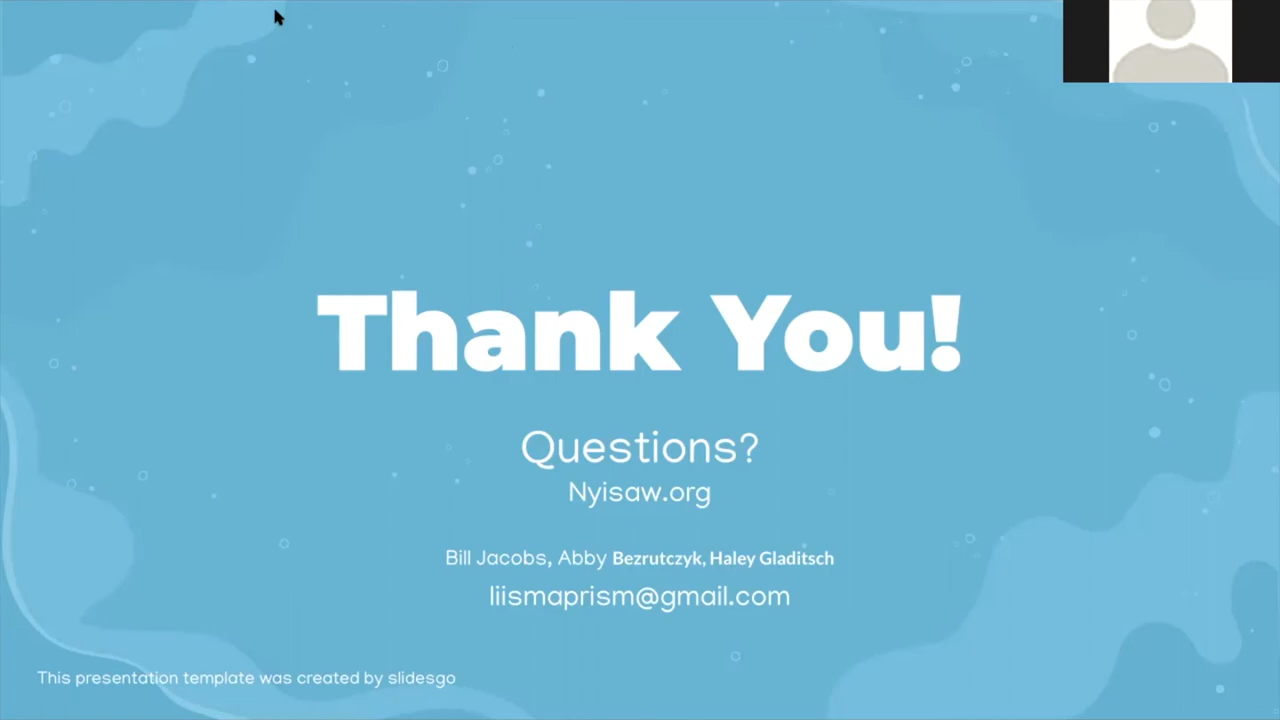 Thank You!
Questions?
Nyisaw.org
Bill Jacobs, Abby Bezrutczyk, Haley Gladitsch
liismaprism@gmail.com
This presentation template was created by slidesgo